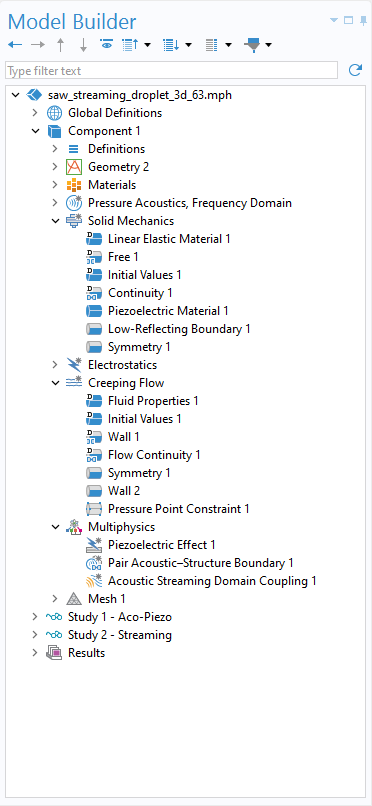 Model Builder
Type filter text
saw_streaming_droplet_3d_63.mph
Global Definitions
Component 1
Definitions
Geometry 2
Materials
Pressure Acoustics, Frequency Domain
Solid Mechanics
Linear Elastic Material 1
Free 1
Initial Values 1
Continuity 1
Piezoelectric Material 1
Low-Reflecting Boundary 1
Symmetry 1
Electrostatics
Creeping Flow
Fluid Properties 1
Initial Values 1
Wall 1
Flow Continuity 1
Symmetry 1
Wall 2
Pressure Point Constraint 1
Multiphysics
Piezoelectric Effect 1
Pair Acoustic–Structure Boundary 1
Acoustic Streaming Domain Coupling 1
Mesh 1
Study 1 - Aco-Piezo
Study 2 - Streaming
Results